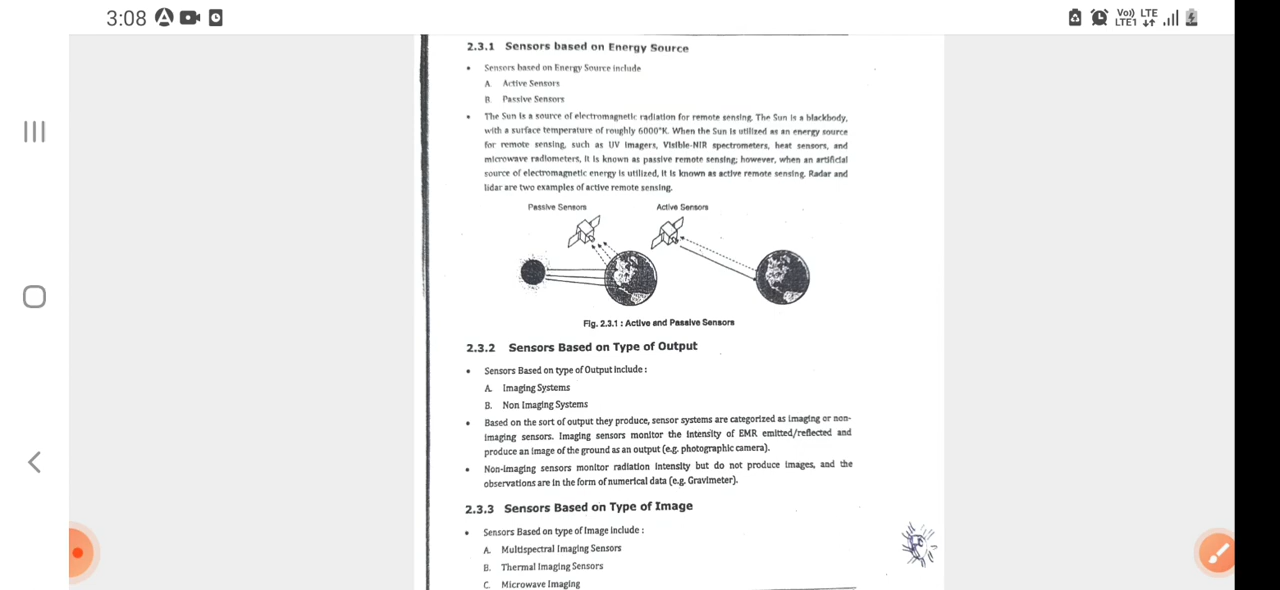 3:08
Vo)) LTE
LTE1
2.3.1 Sensors based on Energy Source
• Sensors based on Energy Source include
A. Active Sensors
B. Passive Sensors
• The Sun is a source of electromagnetic radiation for remote sensing. The Sun is a blackbody,
with a surface temperature of roughly 6000°K. When the Sun is utilized as an energy source
for remote sensing, such as UV imagers, Visible-NIR spectrometers, heat sensors, and
microwave radiometers, it is known as passive remote sensing; however, when an artificial
source of electromagnetic energy is utilized, it is known as active remote sensing. Radar and
lidar are two examples of active remote sensing.
Passive Sensors Active Sensors
Fig. 2.3.1 : Active and Passive Sensors
2.3.2 Sensors Based on Type of Output
• Sensors Based on type of Output include :
A. Imaging Systems
B. Non Imaging Systems
• Based on the sort of output they produce, sensor systems are categorized as imaging or non-
imaging sensors. Imaging sensors monitor the intensity of EMR emitted/reflected and
produce an image of the ground as an output (e.g. photographic camera).
• Non-imaging sensors monitor radiation intensity but do not produce images, and the
observations are in the form of numerical data (e.g. Gravimeter).
2.3.3 Sensors Based on Type of Image
• Sensors Based on type of Image include :
A. Multispectral Imaging Sensors
B. Thermal Imaging Sensors
C. Microwave Imaging